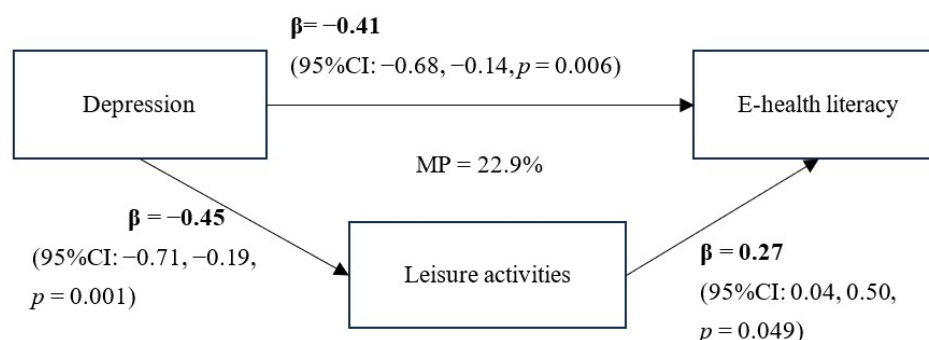 β= −0.41
(95%CI: −0.68, −0.14, p = 0.006)
Depression
E-health literacy
MP = 22.9%
β = −0.45
(95%CI: −0.71, −0.19,
p = 0.001)
Leisure activities
β = 0.27
(95%CI: 0.04, 0.50,
p = 0.049)